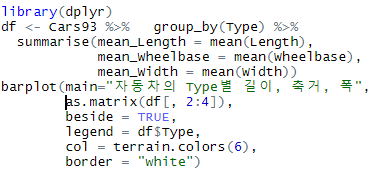 library(dplyr)
df <- Cars93 %>%   group_by(Type) %>%
  summarise(mean_Length = mean(Length),
            mean_Wheelbase = mean(Wheelbase),
            mean_Width = mean(Width))
barplot(main="자동차의 Type별 길이, 축거, 폭",
        as.matrix(df[, 2:4]),
        beside = TRUE,
        legend = df$Type,
        col = terrain.colors(6),
        border = "white")